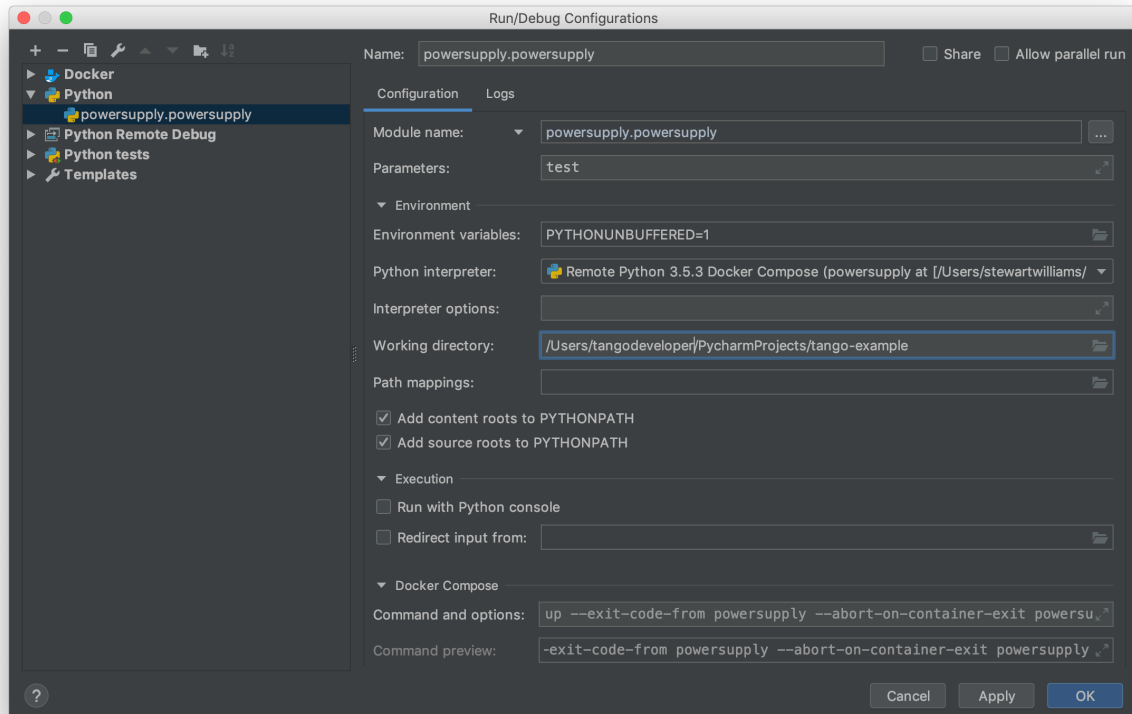 Run/Debug Configurations
Docker
Python
powersupply.powersupply
Python Remote Debug
Python tests
Templates
Name: powersupply.powersupply Share Allow parallel run
Configuration Logs
Module name: powersupply.powersupply ...
Parameters: test
Environment
Environment variables: PYTHONUNBUFFERED=1
Python interpreter: Remote Python 3.5.3 Docker Compose (powersupply at [/Users/stewartwilliams/
Interpreter options:
Working directory: /Users/tangodeveloper/PycharmProjects/tango-example
Path mappings:
Add content roots to PYTHONPATH
Add source roots to PYTHONPATH
Execution
Run with Python console
Redirect input from:
Docker Compose
Command and options: up --exit-code-from powersupply --abort-on-container-exit powersu
Command preview: -exit-code-from powersupply --abort-on-container-exit powersupply
? Cancel Apply OK